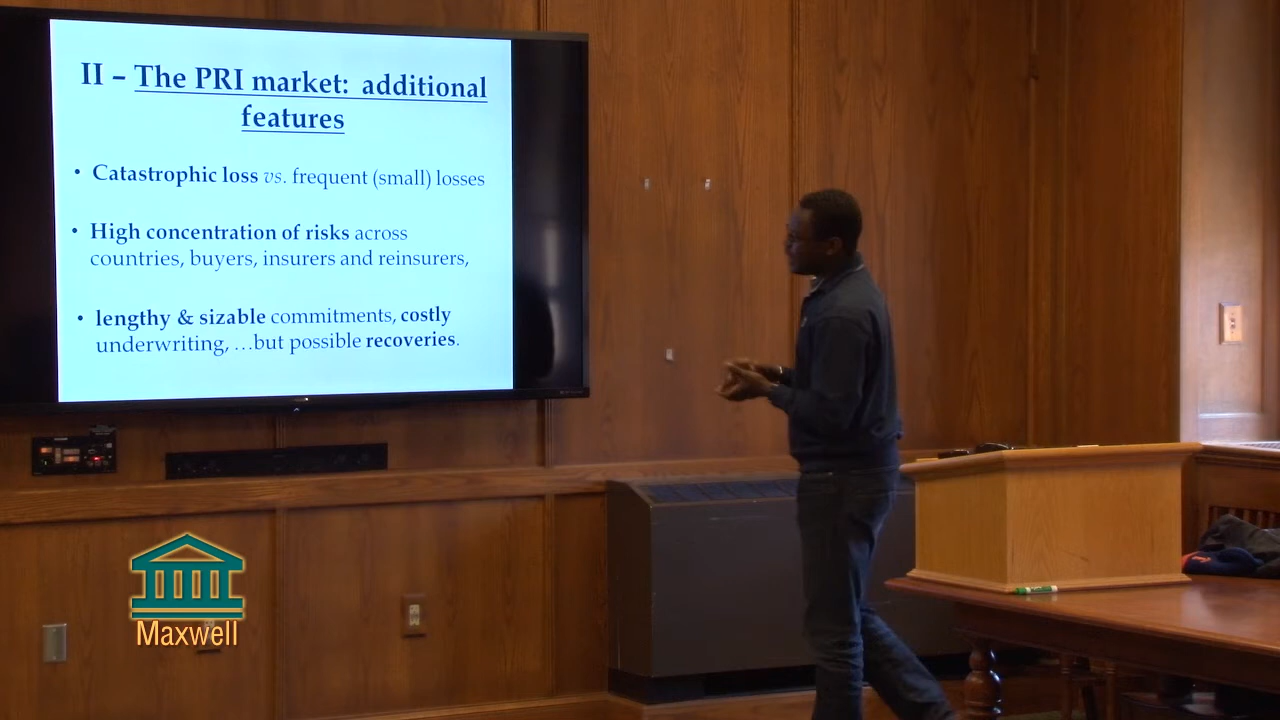 II – The PRI market: additional
features
• Catastrophic loss vs. frequent (small) losses
• High concentration of risks across
countries, buyers, insurers and reinsurers,
• lengthy & sizable commitments, costly
underwriting, …but possible recoveries.
Maxwell